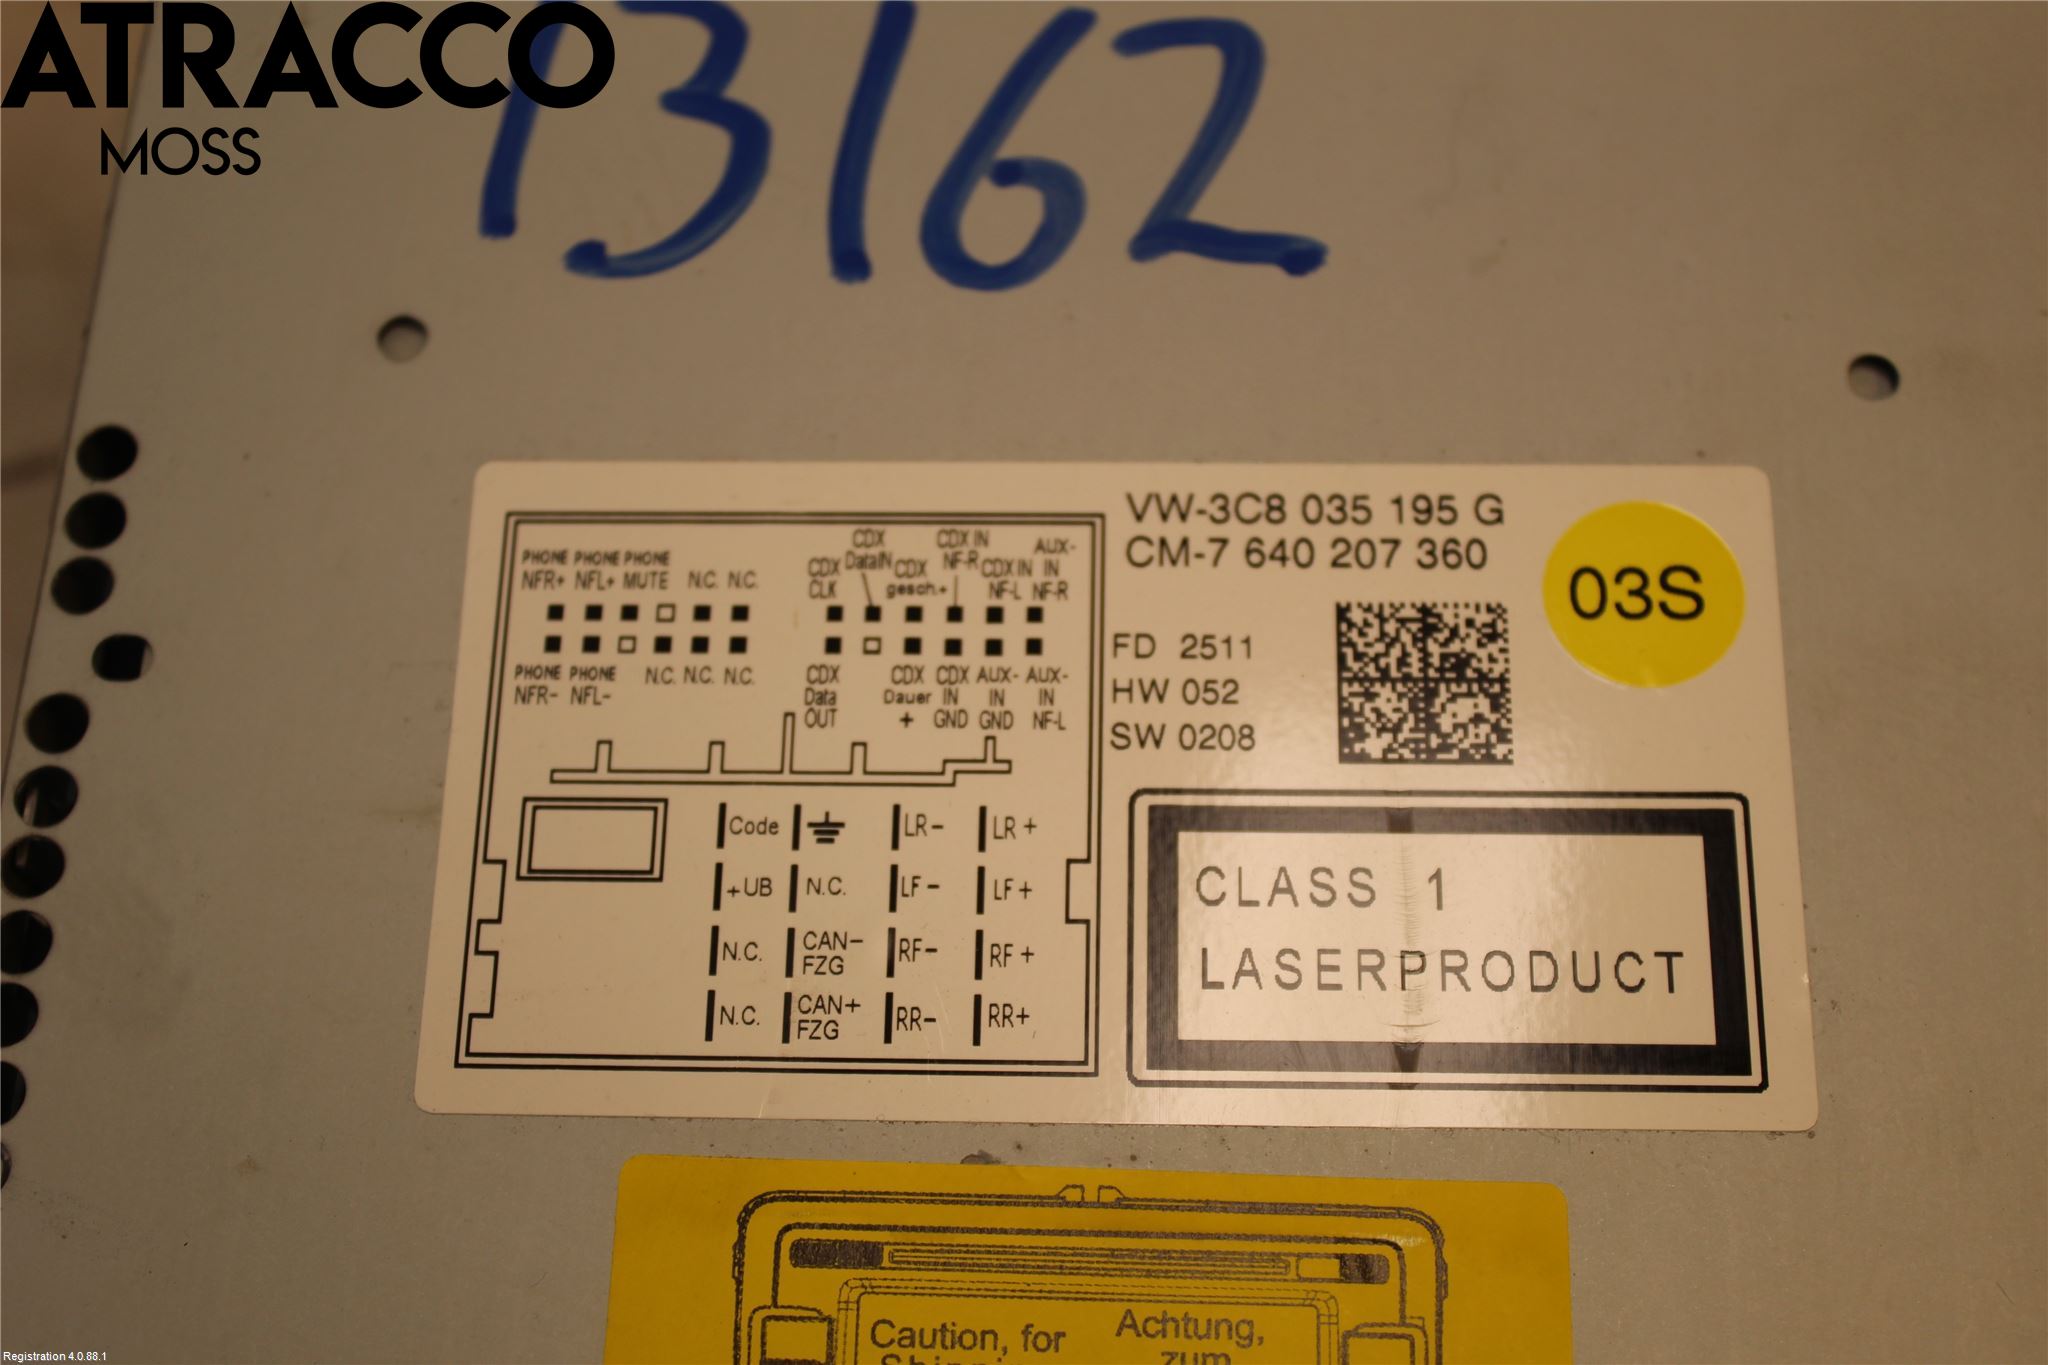 ATRACCO
MOSS
13162
VW-3C8 035 195 G
CM-7 640 207 360
03S
FD 2511
HW 052
SW 0208
PHONE PHONE PHONE
NFR+ NFL+ MUTE N.C. N.C.
PHONE PHONE
NFR- NFL- N.C. N.C. N.C.
CDX CLK
CDX DataIN
CDX gesch.+
CDX IN NF-R
CDX IN NF-L
AUX-IN NF-R
CDX Data OUT
CDX Dauer +
CDX IN GND
AUX-IN GND
AUX-IN NF-L
Code LR- LR+
+UB N.C. LF- LF+
N.C. CAN- FZG RF- RF+
N.C. CAN+ FZG RR- RR+
CLASS 1
LASERPRODUCT
Caution, for
Achtung,
zum
Registration 4.0.88.1